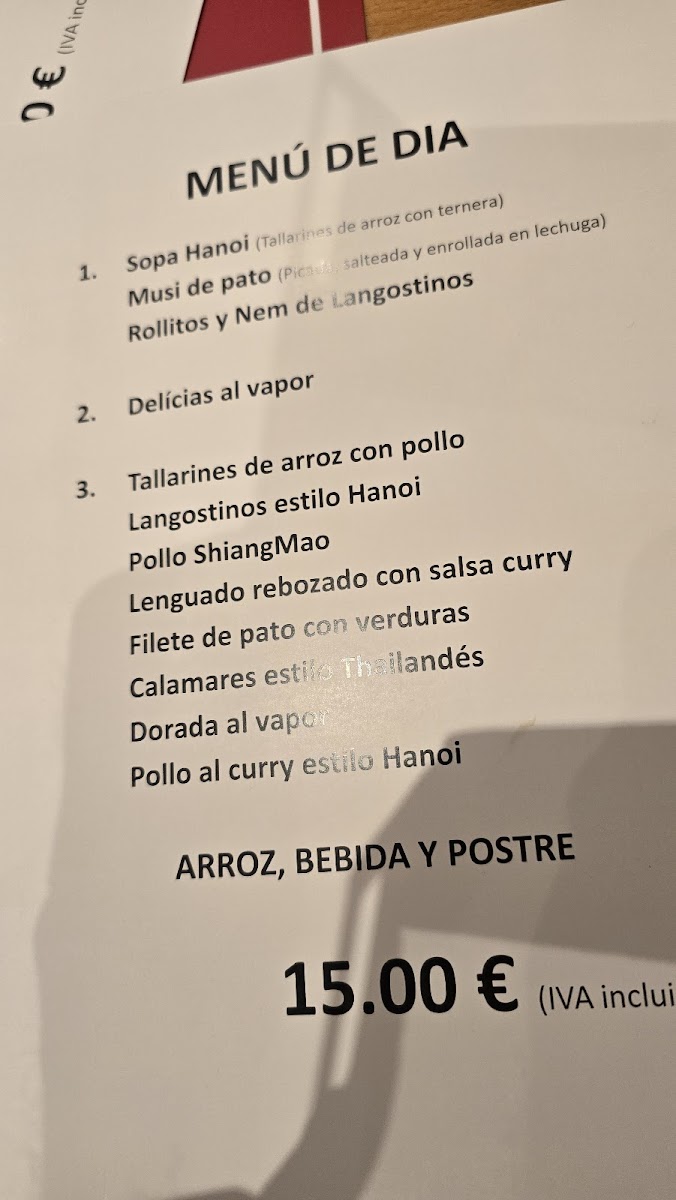 0 €
MENÚ DE DIA
1. Sopa Hanoi (Tallarines de arroz con ternera)
Musi de pato (Picada, salteada y enrollada en lechuga)
Rollitos y Nem de Langostinos
2. Delícias al vapor
3. Tallarines de arroz con pollo
Langostinos estilo Hanoi
Pollo ShiangMao
Lenguado rebozado con salsa curry
Filete de pato con verduras
Calamares estilo Thailandés
Dorada al vapor
Pollo al curry estilo Hanoi
ARROZ, BEBIDA Y POSTRE
15.00 € (IVA inclui